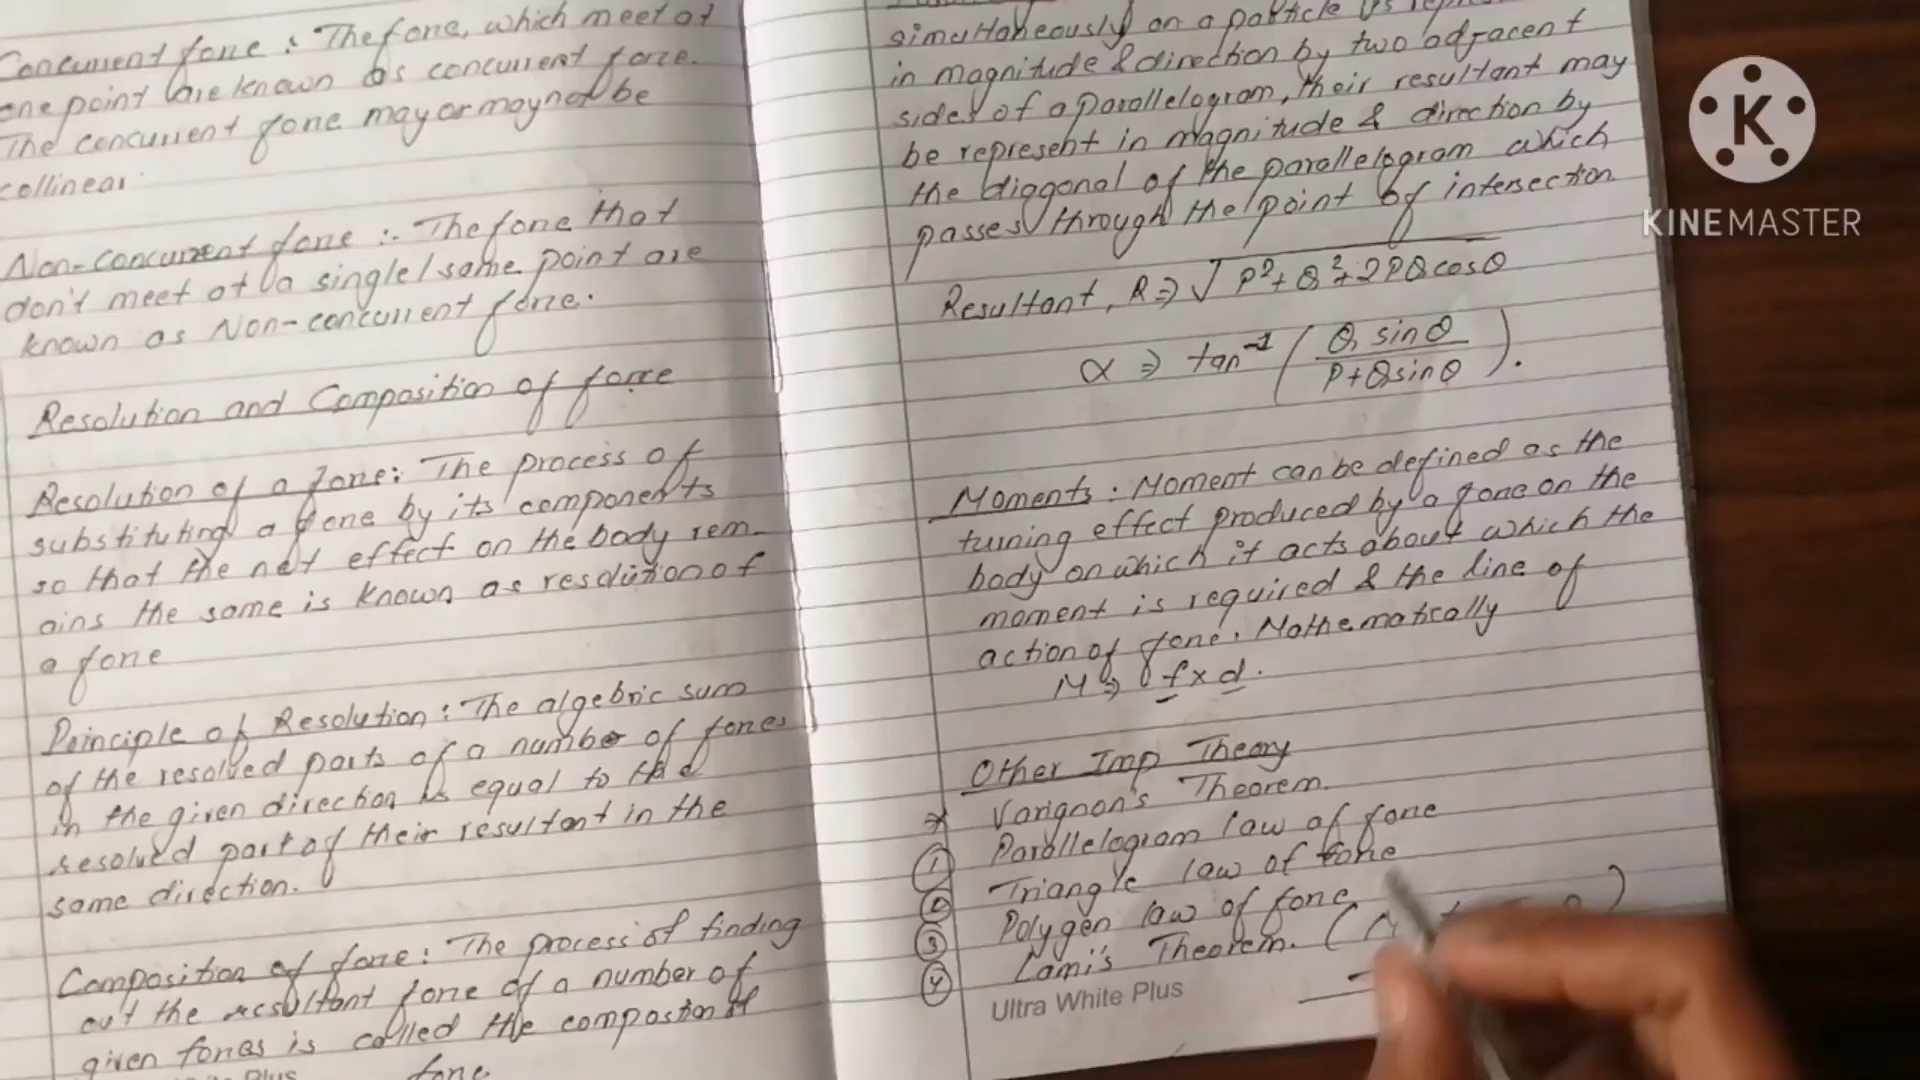 Concurrent force : The force, which meet at
one point are known as concurrent force.
The concurrent force may or may not be
collinear.
Non-concurrent force :- The force that
don't meet at a single/same point are
known as Non-concurrent force.
Resolution and Composition of force
Resolution of a force: The process of
substituting a force by its components
so that the net effect on the body rem-
ains the same is known as resolution of
a force
Principle of Resolution: The algebric sum
of the resolved parts of a number of forces
in the given direction is equal to the
resolved part of their resultant in the
same direction.
Composition of force: The process of finding
out the resultant force of a number of
given forces is called the composition of
force
simultaneously on a particle is
in magnitude & direction by two adjacent
sides of a parallelogram, their resultant may
be represent in magnitude & direction by
the diagonal of the parallelogram which
passes through the point of intersection
Resultant, R ⇒ √P²+Q²+2PQcosθ
α ⇒ tan⁻¹ (Q sinθ / P+Qsinθ).
Moments: Moment can be defined as the
turning effect produced by a force on the
body on which it acts about which the
moment is required & the line of
action of force. Mathematically
M ⇒ f×d.
Other Imp Theory
* Varignon's Theorem.
① Parallelogram law of force
② Triangle law of force
③ Polygen law of force
④ Lami's Theorem. (
Ultra White Plus
Plus
K
KINEMASTER